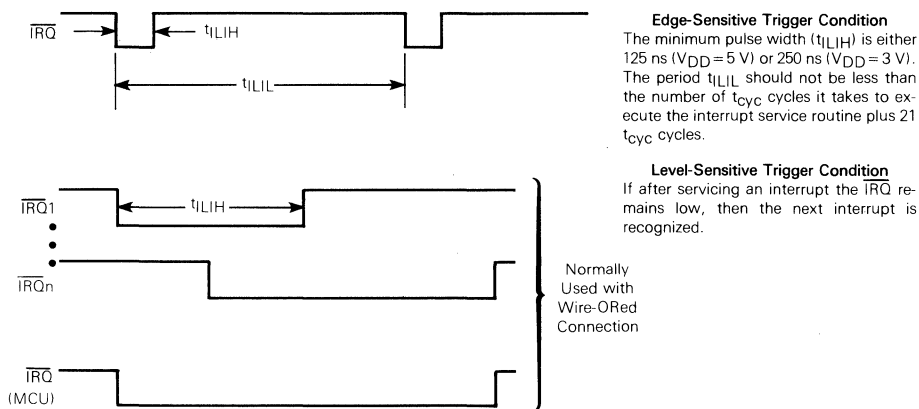 IRQ
tILIH
tILIL
Edge-Sensitive Trigger Condition
The minimum pulse width (tILIH) is either
125 ns (VDD = 5 V) or 250 ns (VDD = 3 V).
The period tILIL should not be less than
the number of tcyc cycles it takes to ex-
ecute the interrupt service routine plus 21
tcyc cycles.
Level-Sensitive Trigger Condition
If after servicing an interrupt the IRQ re-
mains low, then the next interrupt is
recognized.
IRQ1
tILIH
IRQn
IRQ
(MCU)
Normally
Used with
Wire-ORed
Connection